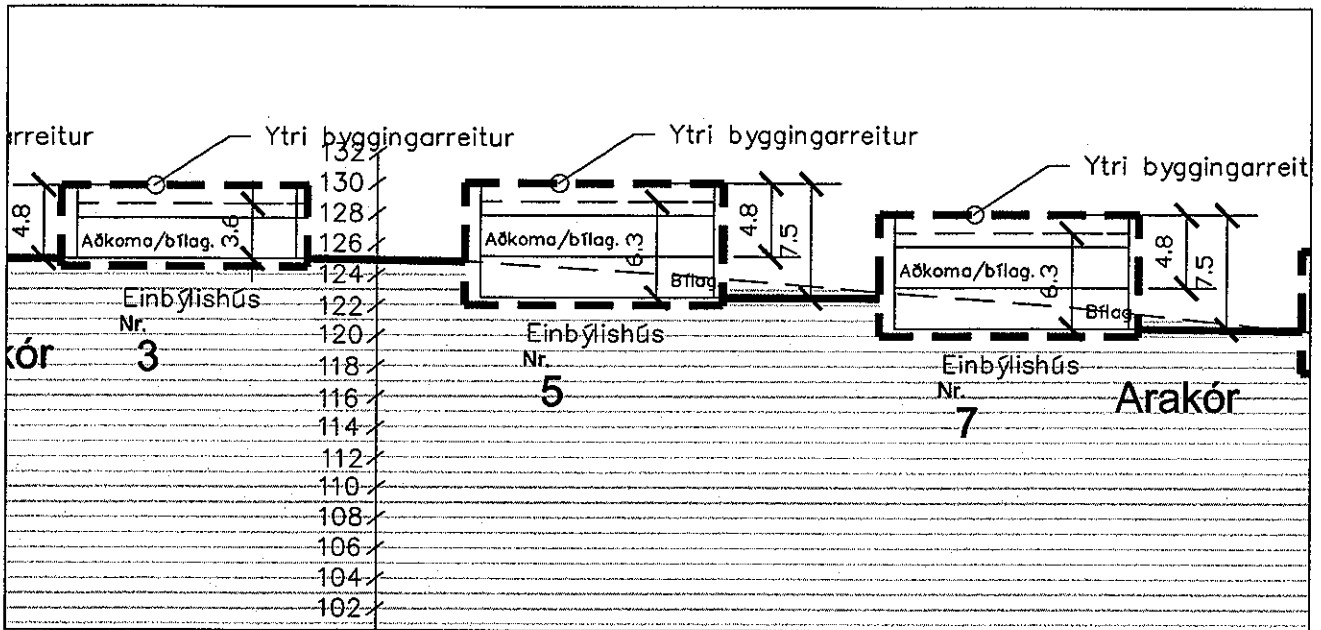 rreitur
Ytri byggingarreitur
Ytri byggingarreitur
Ytri byggingarreit
132
130
128
126
124
122
120
118
116
114
112
110
108
106
104
102
4.8
Aðkoma/bílag.
3.6
Einbýlishús
Nr.
3
kór
Aðkoma/bílag.
6.3
Bílag
4.8
7.5
Einbýlishús
Nr.
5
Aðkoma/bílag.
6.3
Bílag
4.8
7.5
Einbýlishús
Nr.
7
Arakór